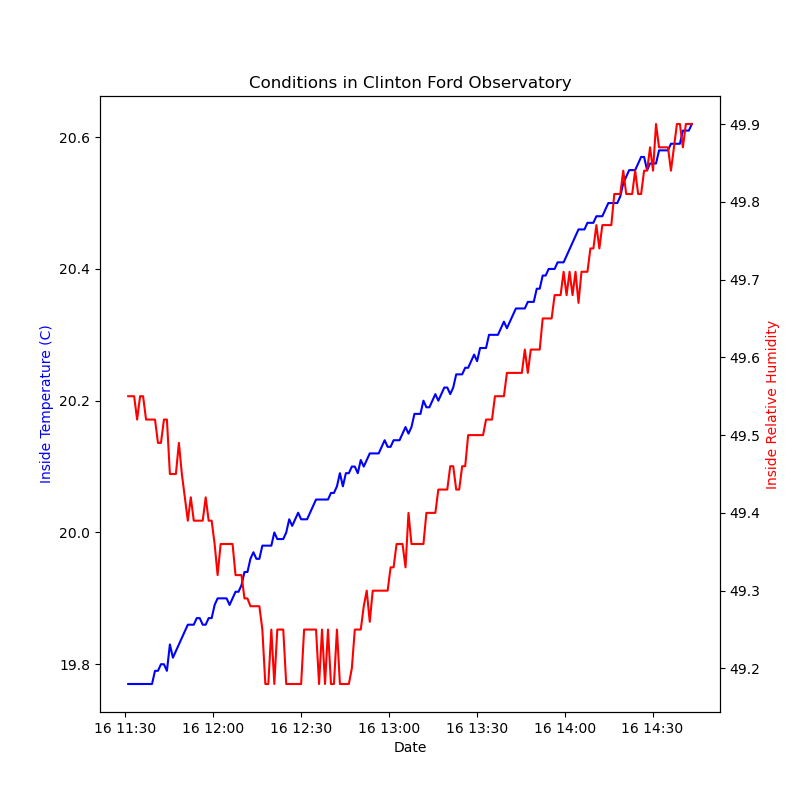 Conditions in Clinton Ford Observatory
20.6
20.4
20.2
20.0
19.8
Inside Temperature (C)
49.9
49.8
49.7
49.6
49.5
49.4
49.3
49.2
Inside Relative Humidity
16 11:30 16 12:00 16 12:30 16 13:00 16 13:30 16 14:00 16 14:30
Date